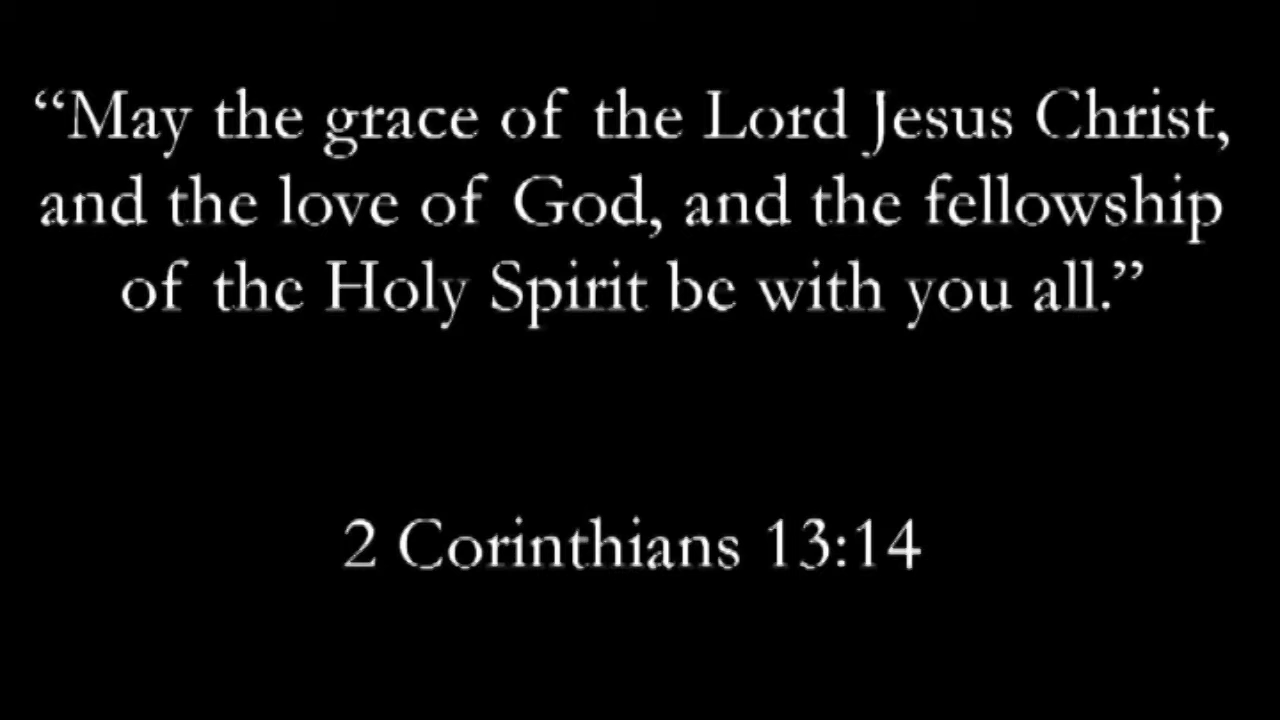 “May the grace of the Lord Jesus Christ,
and the love of God, and the fellowship
of the Holy Spirit be with you all.”
2 Corinthians 13:14